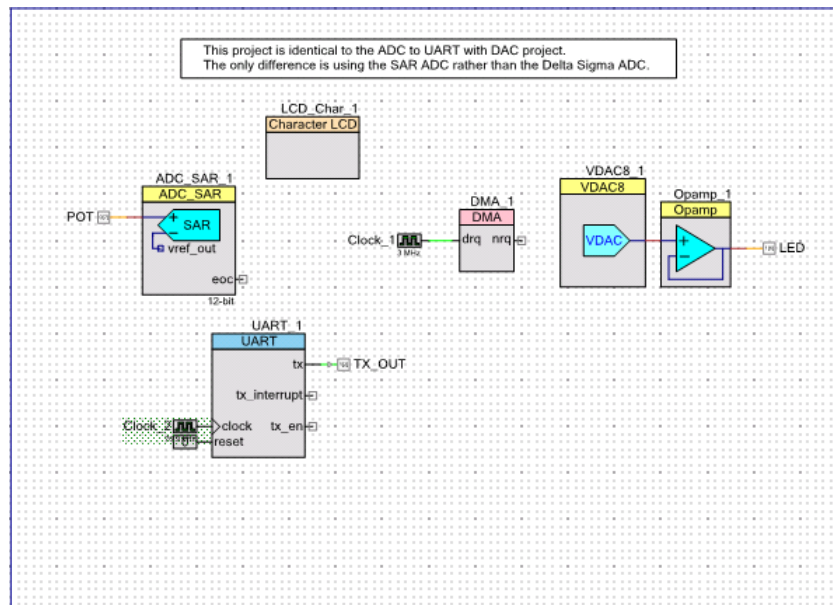 This project is identical to the ADC to UART with DAC project.
The only difference is using the SAR ADC rather than the Delta Sigma ADC.
LCD_Char_1
Character LCD
ADC_SAR_1
ADC_SAR
POT
SAR
vref_out
eoc
12-bit
DMA_1
DMA
Clock_1
3 MHz
drq nrq
VDAC8_1
VDAC8
VDAC
Opamp_1
Opamp
LED
UART_1
UART
tx
TX_OUT
tx_interrupt
Clock_2
clock
tx_en
0
reset